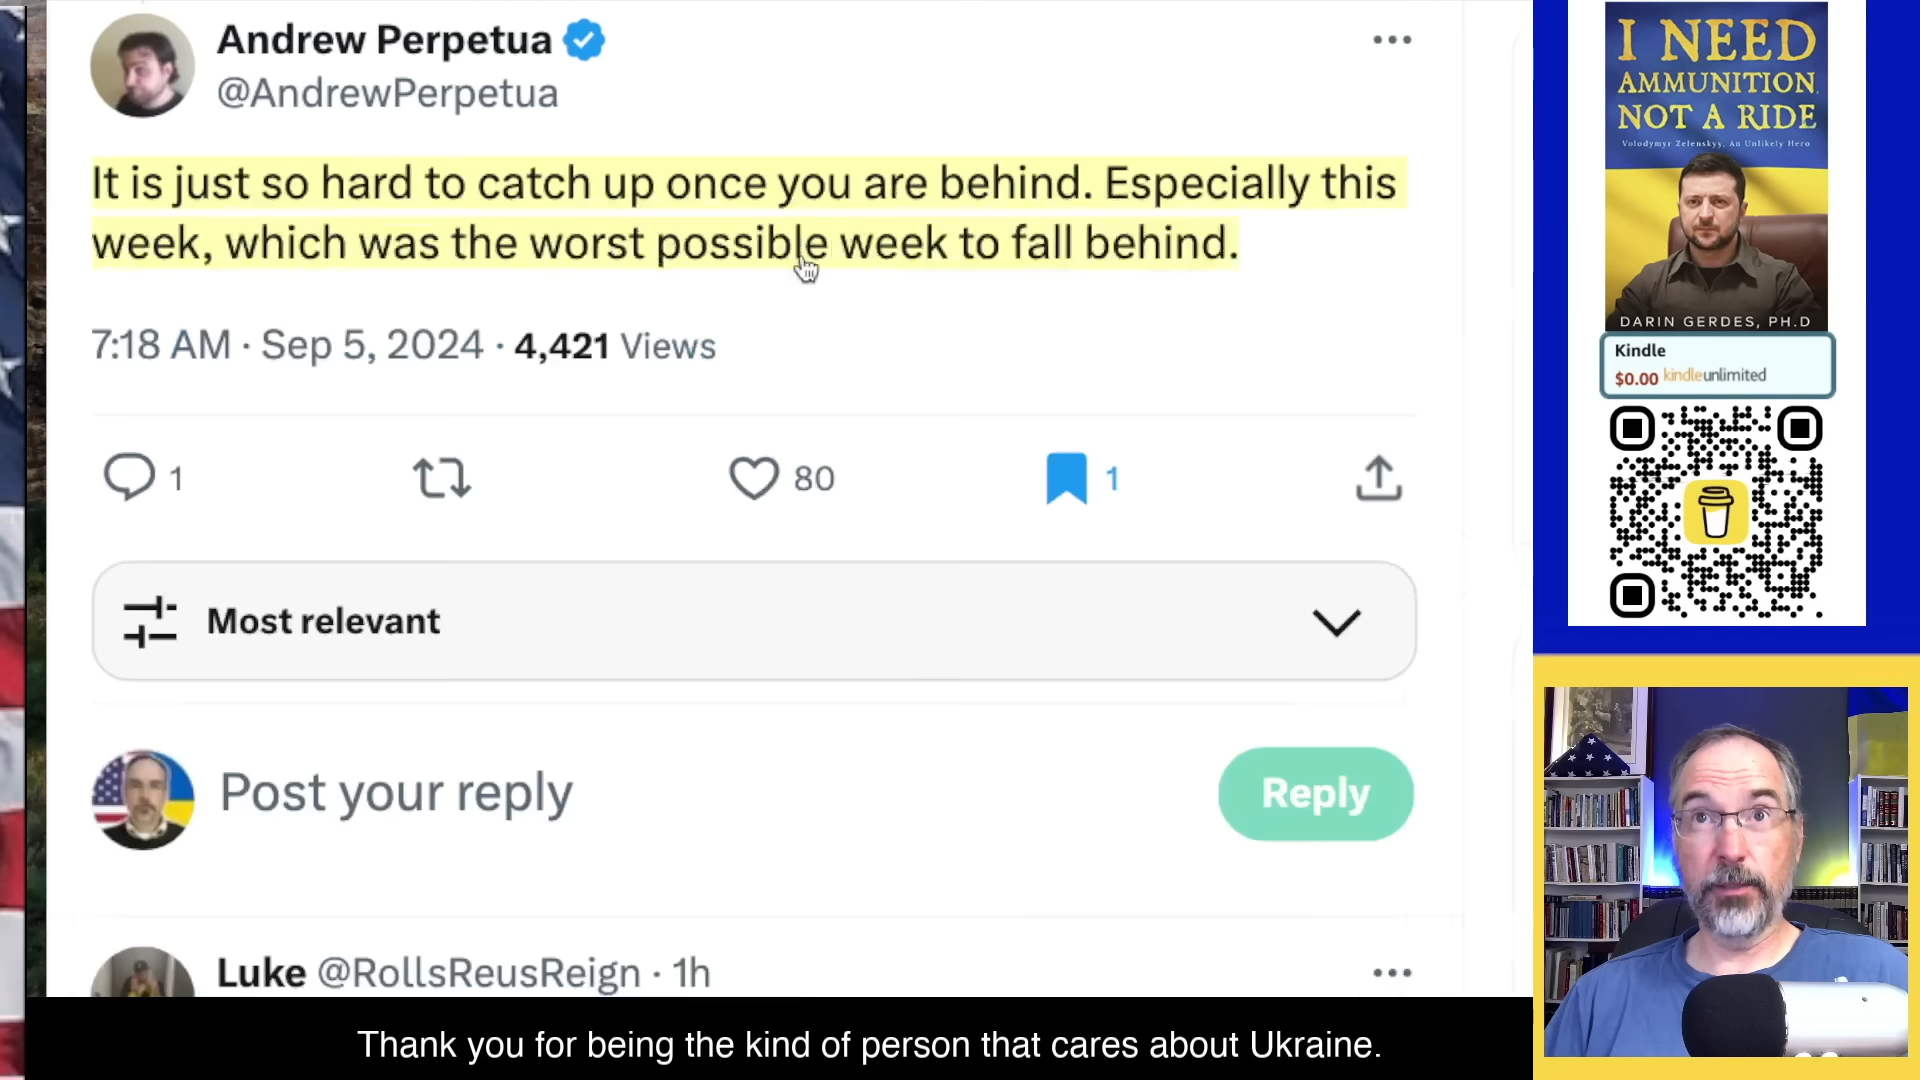 Andrew Perpetua
@AndrewPerpetua
It is just so hard to catch up once you are behind. Especially this
week, which was the worst possible week to fall behind.
7:18 AM · Sep 5, 2024 · 4,421 Views
1
80
1
Most relevant
Post your reply
Reply
Luke @RollsReusReign · 1h
Thank you for being the kind of person that cares about Ukraine.
I NEED
AMMUNITION,
NOT A RIDE
Volodymyr Zelenskyy, An Unlikely Hero
DARIN GERDES, PH.D
Kindle
$0.00 kindleunlimited